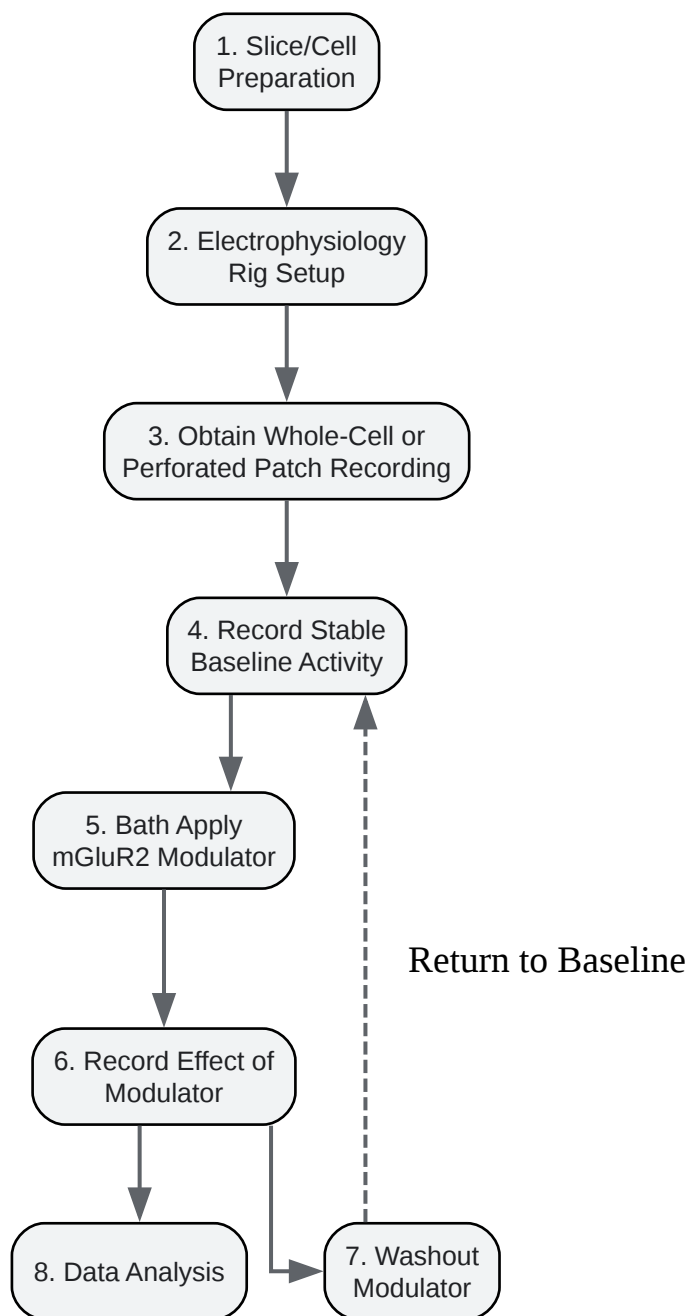 1. Slice/Cell
Preparation
2. Electrophysiology
Rig Setup
3. Obtain Whole-Cell or
Perforated Patch Recording
4. Record Stable
Baseline Activity
5. Bath Apply
mGluR2 Modulator
Return to Baseline
6. Record Effect of
Modulator
8. Data Analysis
7. Washout
Modulator